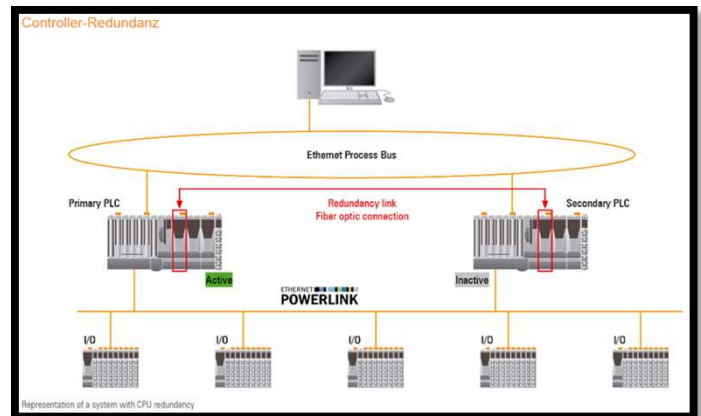 Controller-Redundanz
Ethernet Process Bus
Primary PLC
Redundancy link
Fiber optic connection
Secondary PLC
Active
Inactive
ETHERNET
POWERLINK
I/O
I/O
I/O
I/O
I/O
Representation of a system with CPU redundancy